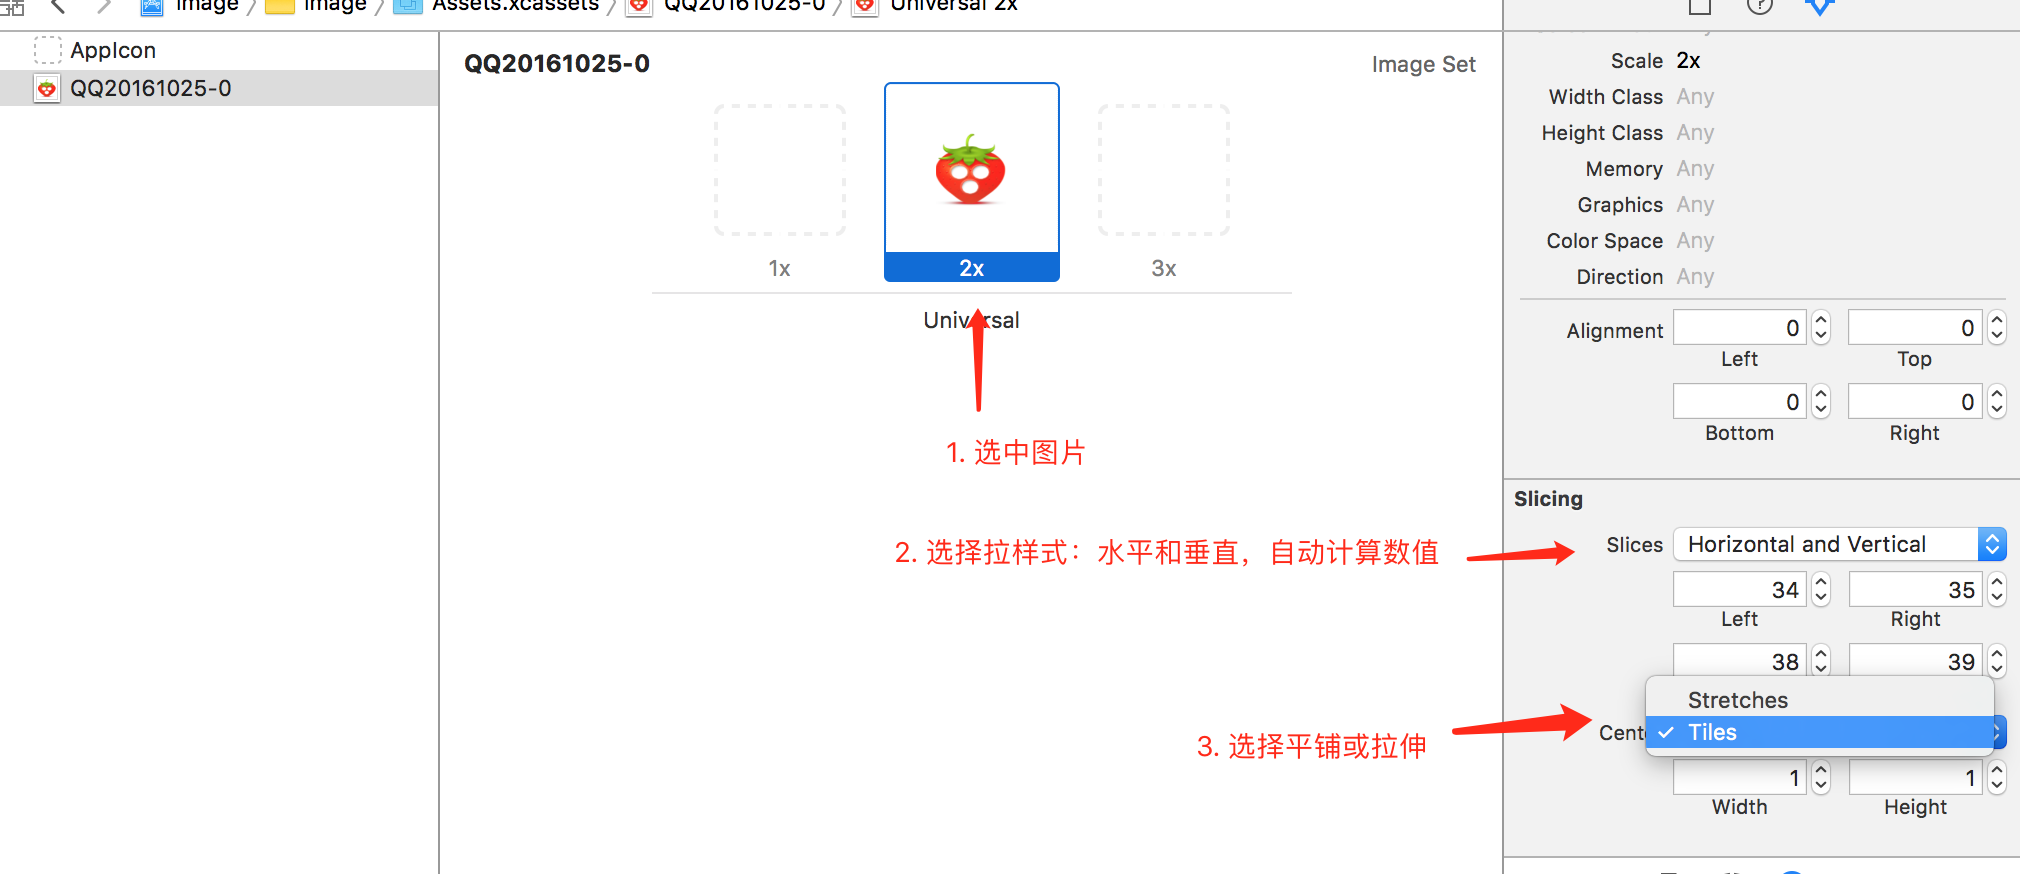 Image
Image
Assets.xcassets
QQ20161025-0
Universal 2x
AppIcon
QQ20161025-0
QQ20161025-0
Image Set
1x
2x
3x
Universal
1. 选中图片
2. 选择拉样式：水平和垂直，自动计算数值
3. 选择平铺或拉伸
Scale 2x
Width Class Any
Height Class Any
Memory Any
Graphics Any
Color Space Any
Direction Any
Alignment 0 0
Left Top
0 0
Bottom Right
Slicing
Slices Horizontal and Vertical
34 35
Left Right
38 39
Stretches
Cent ✓ Tiles
1 1
Width Height